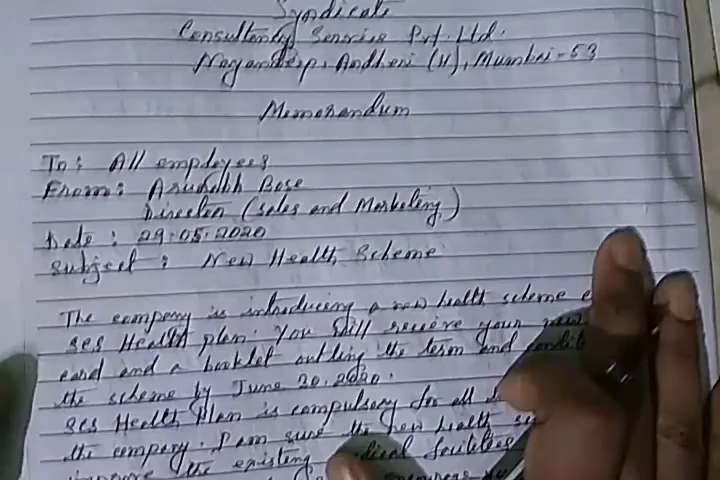 Syndicate
Consultancy Service Pvt. Ltd.
Andheri (W), Mumbai - 53
Memorandum
To : All employees
From : Bose
Director (Sales and Marketing)
Date : 29.05.2020
Subject : New Health Scheme
The company is introducing a new health scheme
SCS Health plan. You will receive your new
card and a booklet outling the term and
the scheme by June 20, 2020.
SCS Health Plan is compulsory for all
the company. I am sure the new health
improve the existing facilities